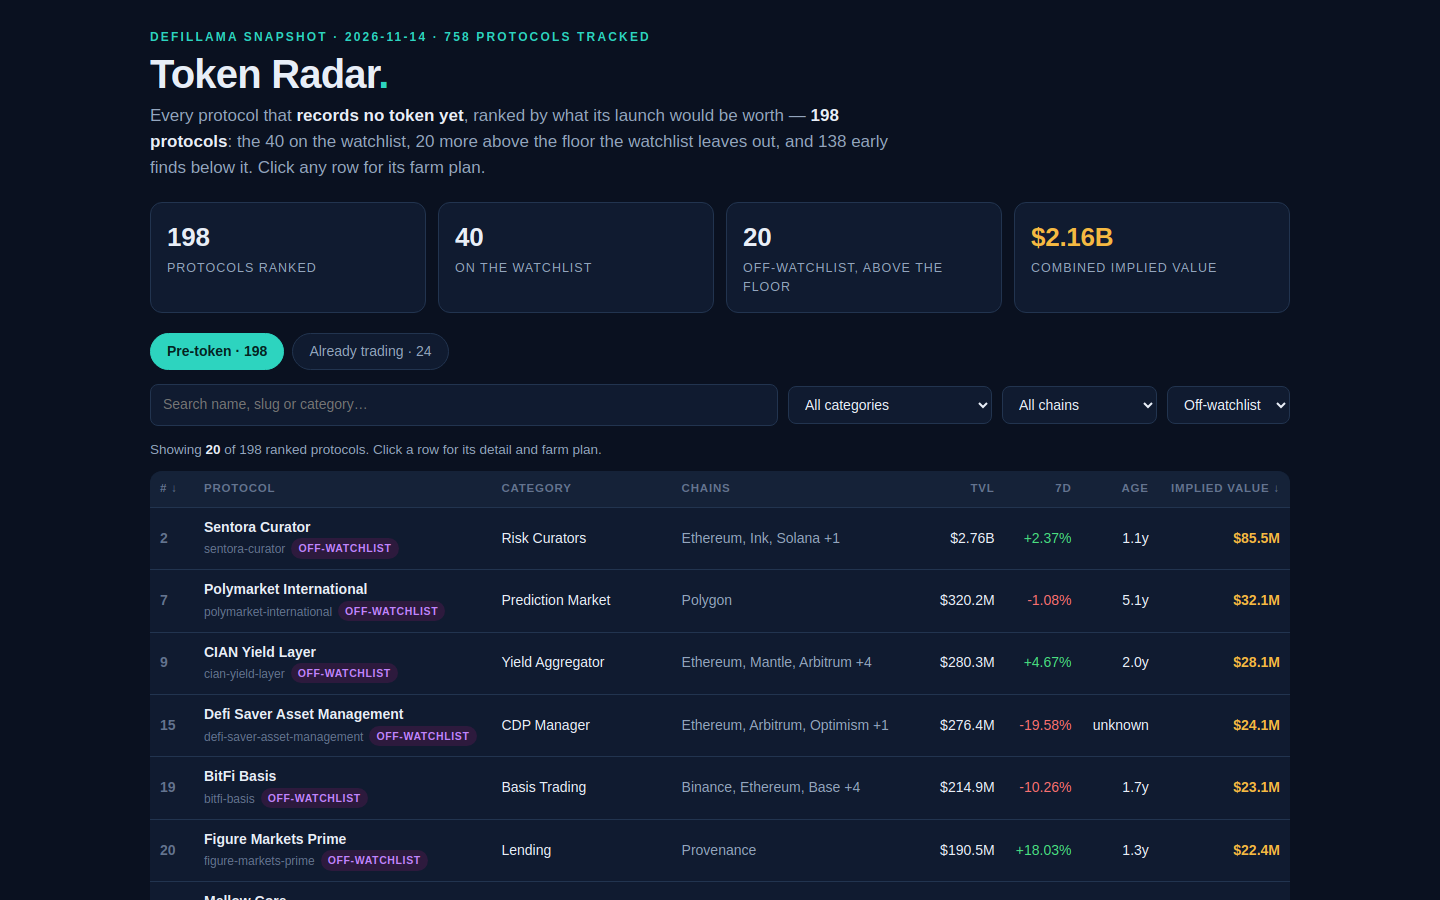 DEFILLAMA SNAPSHOT · 2026-11-14 · 758 PROTOCOLS TRACKED
Token Radar.
Every protocol that records no token yet, ranked by what its launch would be worth — 198
protocols: the 40 on the watchlist, 20 more above the floor the watchlist leaves out, and 138 early
finds below it. Click any row for its farm plan.
198
PROTOCOLS RANKED
40
ON THE WATCHLIST
20
OFF-WATCHLIST, ABOVE THE
FLOOR
$2.16B
COMBINED IMPLIED VALUE
Pre-token · 198
Already trading · 24
Search name, slug or category…
All categories
All chains
Off-watchlist
Showing 20 of 198 ranked protocols. Click a row for its detail and farm plan.
# ↓ PROTOCOL CATEGORY CHAINS TVL 7D AGE IMPLIED VALUE ↓
2 Sentora Curator Risk Curators Ethereum, Ink, Solana +1 $2.76B +2.37% 1.1y $85.5M
sentora-curator OFF-WATCHLIST
7 Polymarket International Prediction Market Polygon $320.2M -1.08% 5.1y $32.1M
polymarket-international OFF-WATCHLIST
9 CIAN Yield Layer Yield Aggregator Ethereum, Mantle, Arbitrum +4 $280.3M +4.67% 2.0y $28.1M
cian-yield-layer OFF-WATCHLIST
15 Defi Saver Asset Management CDP Manager Ethereum, Arbitrum, Optimism +1 $276.4M -19.58% unknown $24.1M
defi-saver-asset-management OFF-WATCHLIST
19 BitFi Basis Basis Trading Binance, Ethereum, Base +4 $214.9M -10.26% 1.7y $23.1M
bitfi-basis OFF-WATCHLIST
20 Figure Markets Prime Lending Provenance $190.5M +18.03% 1.3y $22.4M
figure-markets-prime OFF-WATCHLIST
Mellow Core